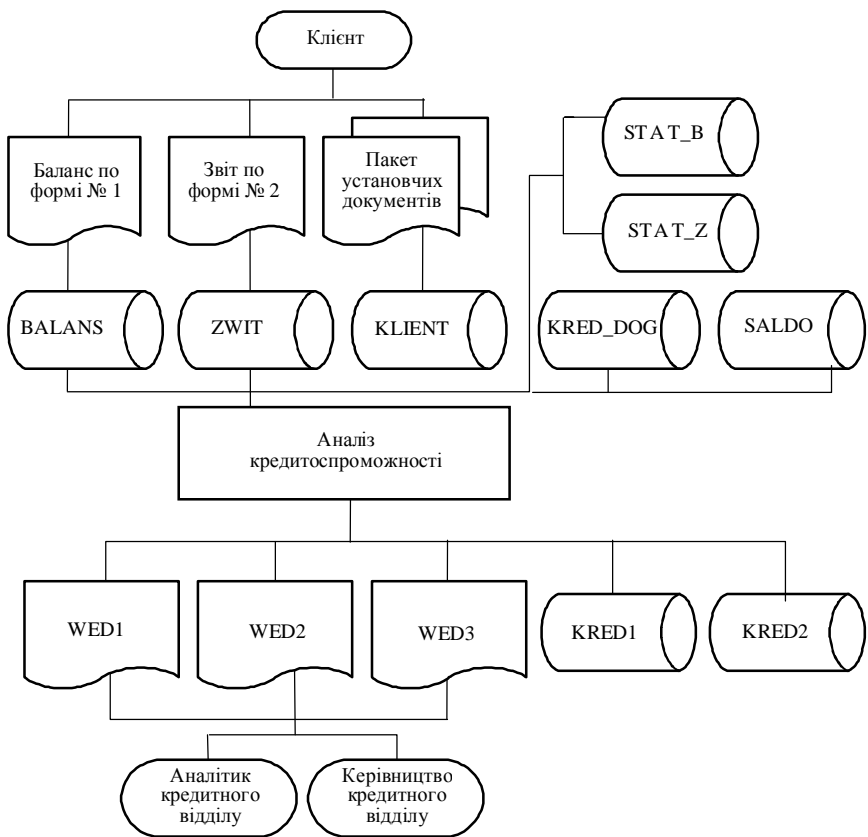 Клієнт
Баланс по
формі № 1
Звіт по
формі № 2
Пакет
установчих
документів
STAT_B
STAT_Z
BALANS
ZWIT
KLIENT
KRED_DOG
SALDO
Аналіз
кредитоспроможності
WED1
WED2
WED3
KRED1
KRED2
Аналітик
кредитного
відділу
Керівництво
кредитного
відділу